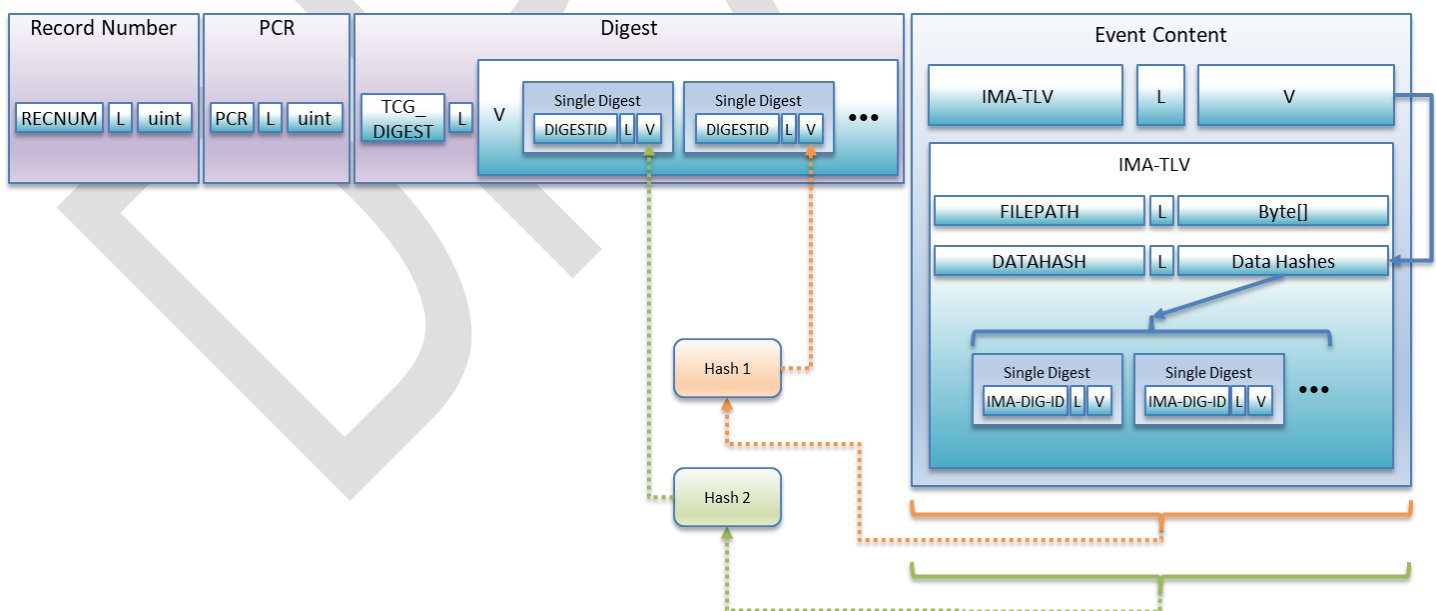 Record Number
PCR
Digest
Event Content
RECNUM L uint
PCR L uint
TCG_
DIGEST
L
V
Single Digest
DIGESTID L V
Single Digest
DIGESTID L V
•••
IMA-TLV L V
IMA-TLV
FILEPATH L Byte[]
DATAHASH L Data Hashes
Single Digest
IMA-DIG-ID L V
Single Digest
IMA-DIG-ID L V
•••
Hash 1
Hash 2